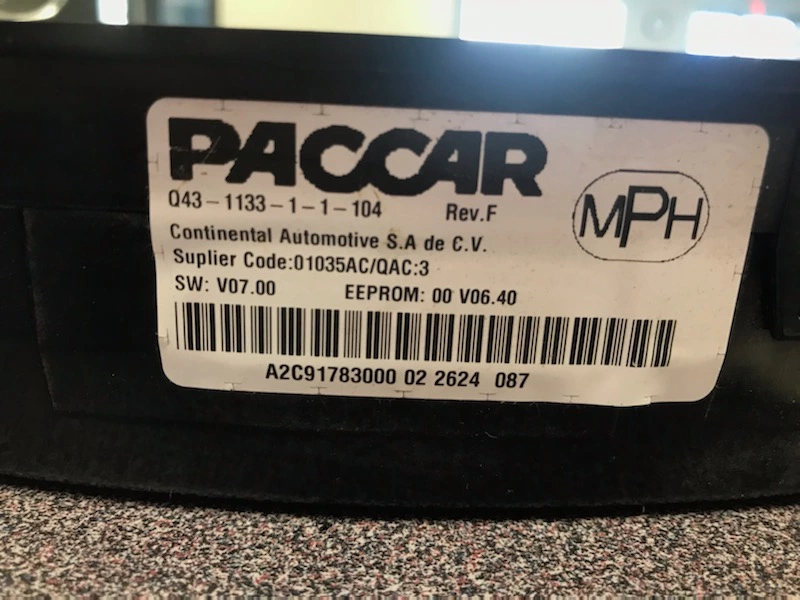 PACCAR
Q43-1133-1-1-104 Rev.F
MPH
Continental Automotive S.A de C.V.
Suplier Code:01035AC/QAC:3
SW: V07.00 EEPROM: 00 V06.40
A2C91783000 02 2624 087